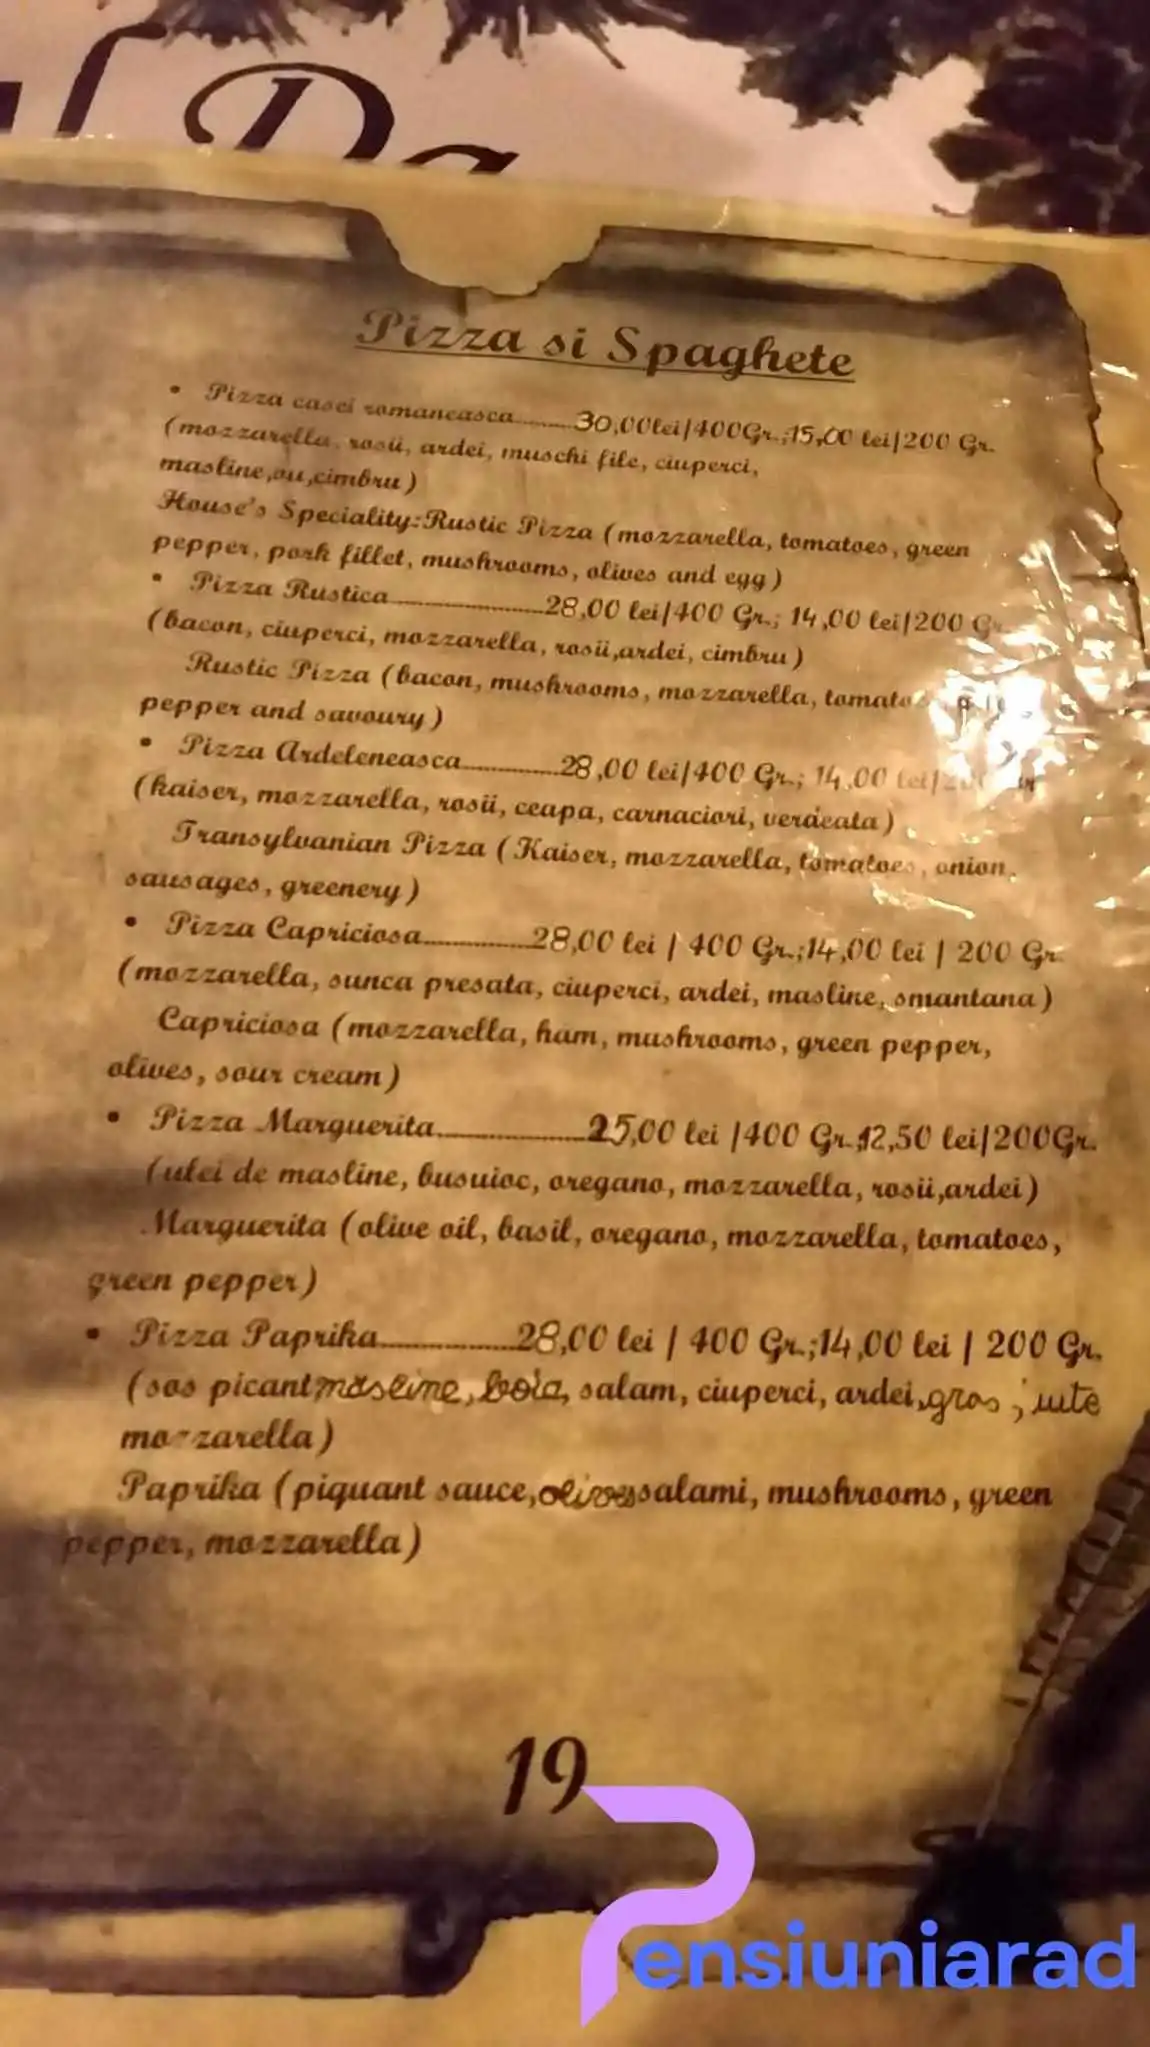 Pizza si Spaghete
• Pizza casei romaneasca..........30,00lei/400Gr.;15,00 lei/200 Gr.
(mozzarella, rosii, ardei, muschi file, ciuperci,
masline,ou,cimbru)
House's Speciality:Rustic Pizza (mozzarella, tomatoes, green
pepper, pork fillet, mushrooms, olives and egg)
• Pizza Rustica..........28,00 lei/400 Gr.; 14,00 lei/200 Gr.
(bacon, ciuperci, mozzarella, rosii,ardei, cimbru)
Rustic Pizza (bacon, mushrooms, mozzarella,
pepper and savoury)
• Pizza Ardeleneasca..........28,00 lei/400 Gr.; 14,00
(kaiser, mozzarella, rosii, ceapa, carnaciori, verdeata)
Transylvanian Pizza (Kaiser, mozzarella, tomatoes, onion,
sausages, greenery)
• Pizza Capriciosa..........28,00 lei / 400 Gr.;14,00 lei / 200 Gr.
(mozzarella, sunca presata, ciuperci, ardei, masline, smantana)
Capriciosa (mozzarella, ham, mushrooms, green pepper,
olives, sour cream)
• Pizza Marguerita..........25,00 lei /400 Gr.12,50 lei/200Gr.
(ulei de masline, busuioc, oregano, mozzarella, rosii,ardei)
Marguerita (olive oil, basil, oregano, mozzarella, tomatoes,
green pepper)
• Pizza Paprika..........28,00 lei / 400 Gr.;14,00 lei / 200 Gr.
(sos picant masline, boia, salam, ciuperci, ardei,gras ; iute
mozzarella)
Paprika (piquant sauce,olives salami, mushrooms, green
pepper, mozzarella)
19
Pensiuniarad